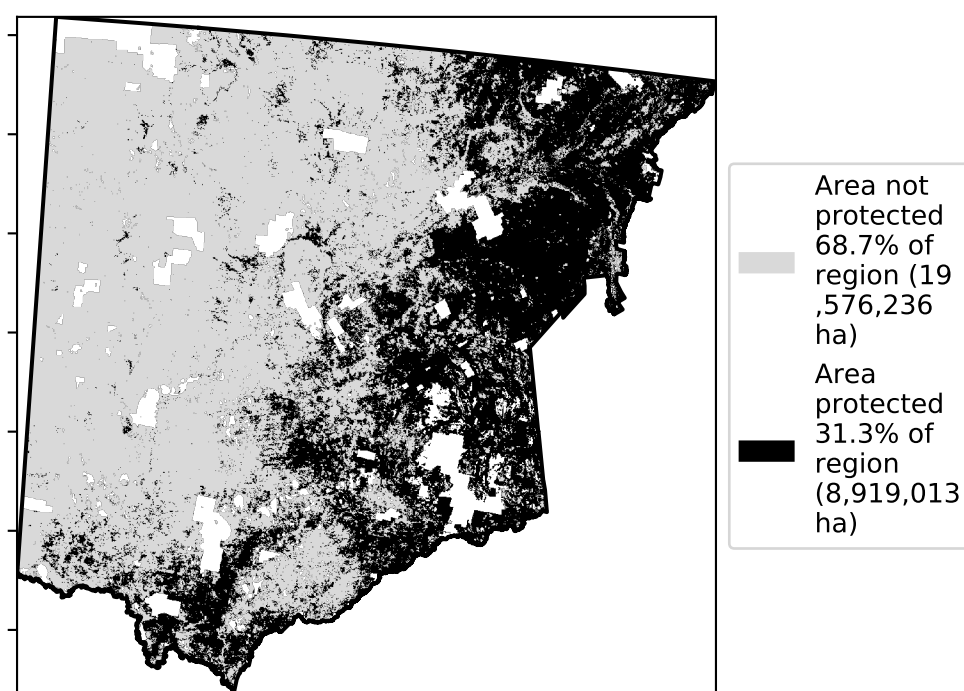 Area not
protected
68.7% of
region (19
,576,236
ha)
Area
protected
31.3% of
region
(8,919,013
ha)